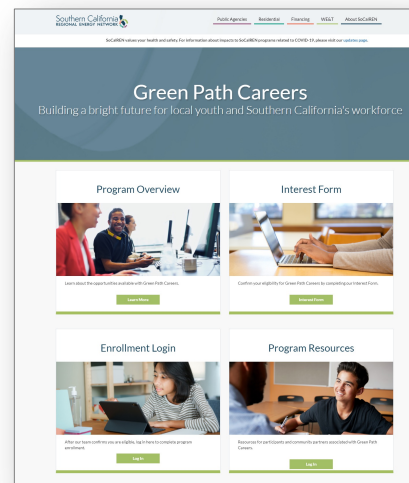 Southern California
REGIONAL ENERGY NETWORK
Public Agencies Residential Financing WE&T About SoCalREN
SoCalREN values your health and safety. For information about impacts to SoCalREN programs related to COVID-19, please visit our updates page.
Green Path Careers
Building a bright future for local youth and Southern California's workforce
Program Overview
Learn about the opportunities available with Green Path Careers.
Learn More
Interest Form
Confirm your eligibility for Green Path Careers by completing our Interest Form.
Interest Form
Enrollment Login
After our team confirms you are eligible, log in here to complete program
enrollment.
Log In
Program Resources
Resources for participants and community partners associated with Green Path
Careers.
Log In